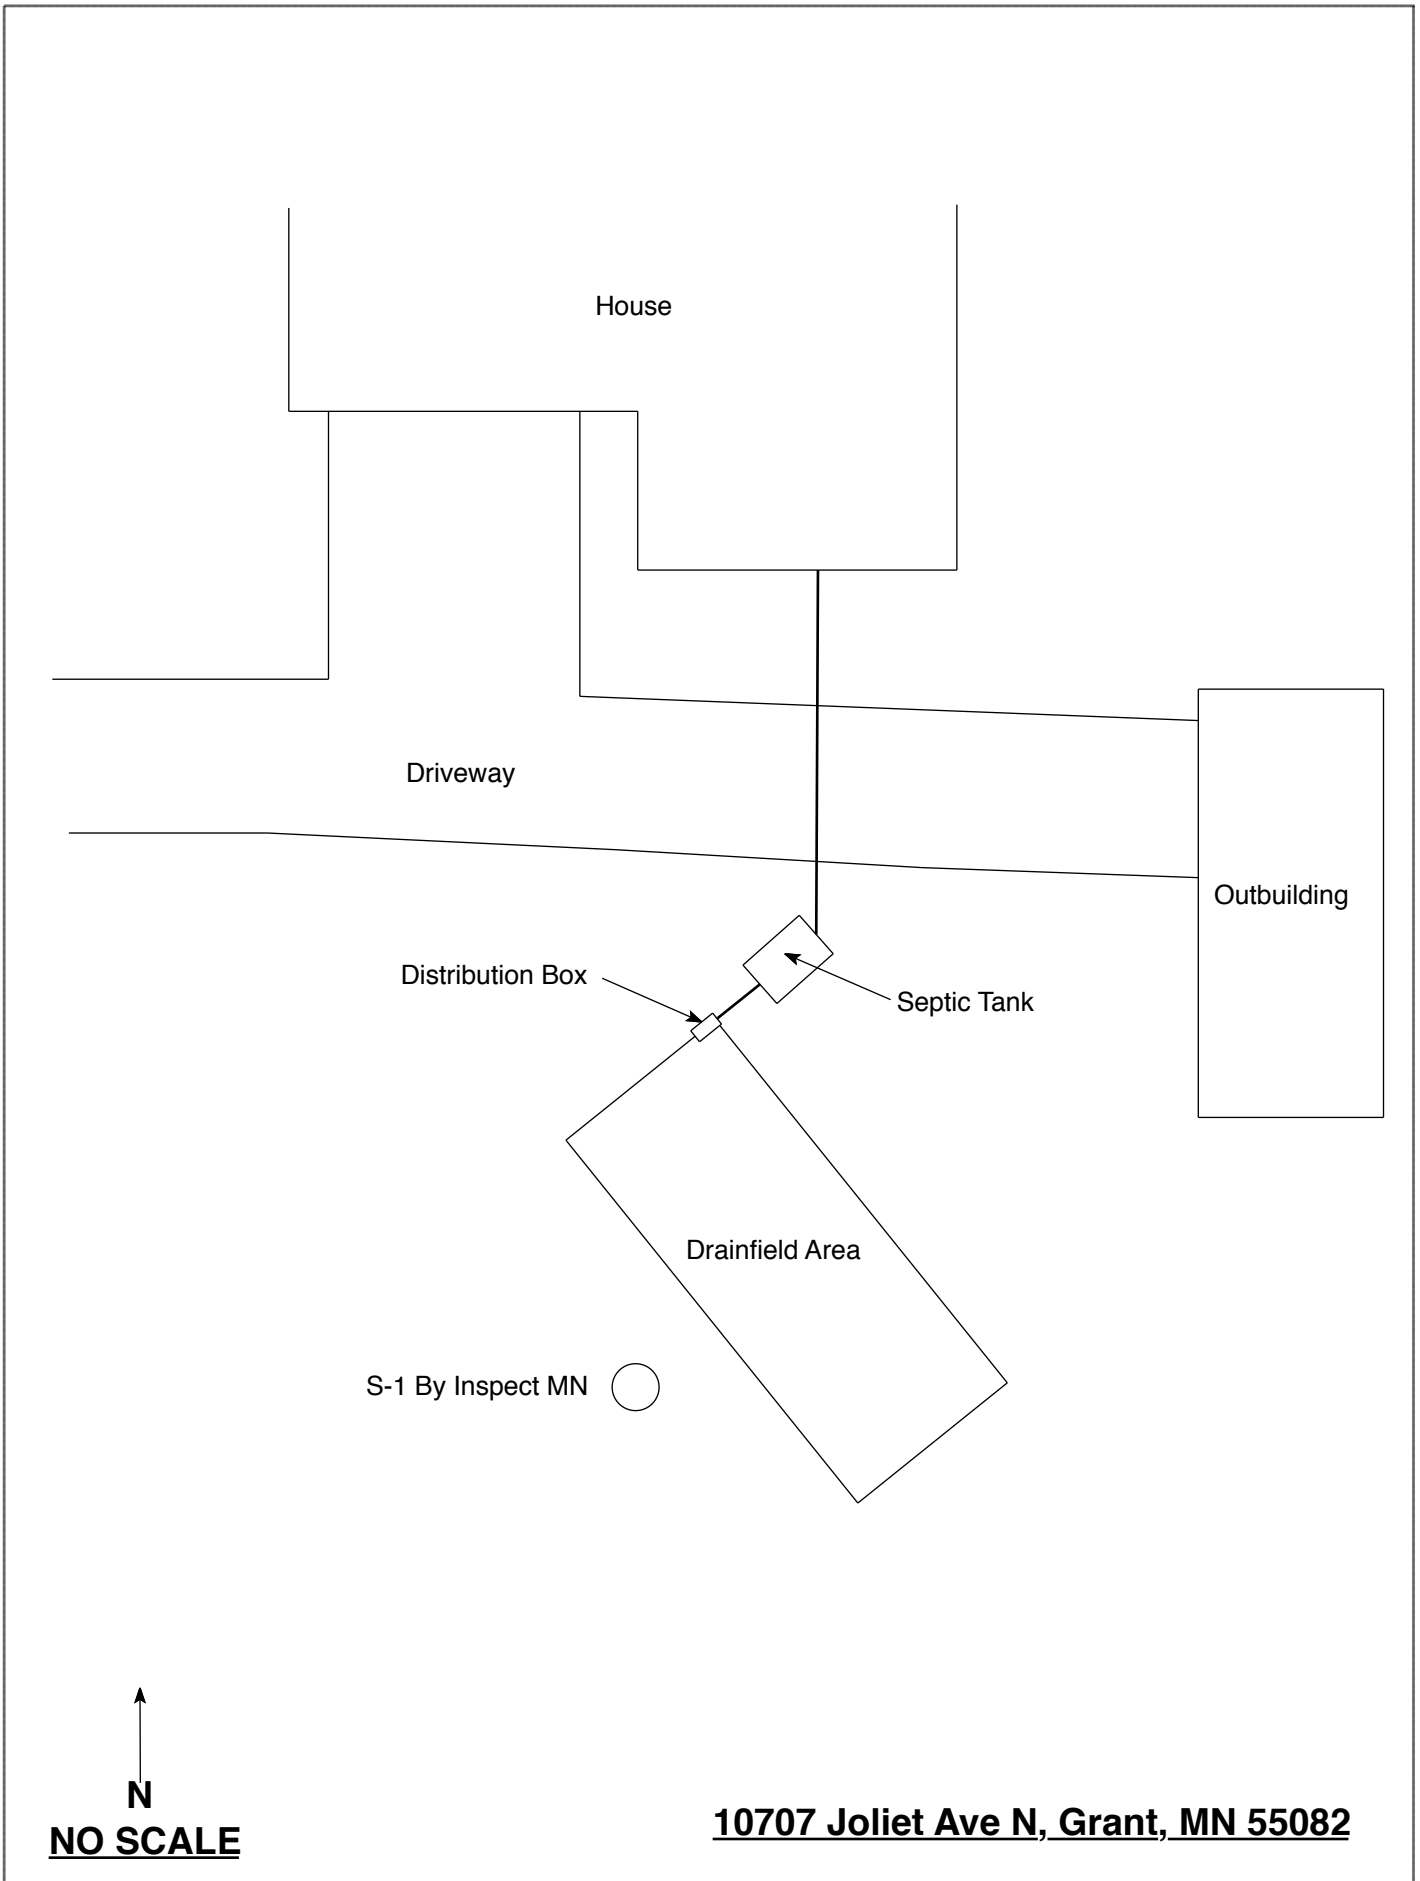 House
Driveway
Outbuilding
Distribution Box
Septic Tank
Drainfield Area
S-1 By Inspect MN
N
NO SCALE
10707 Joliet Ave N, Grant, MN 55082